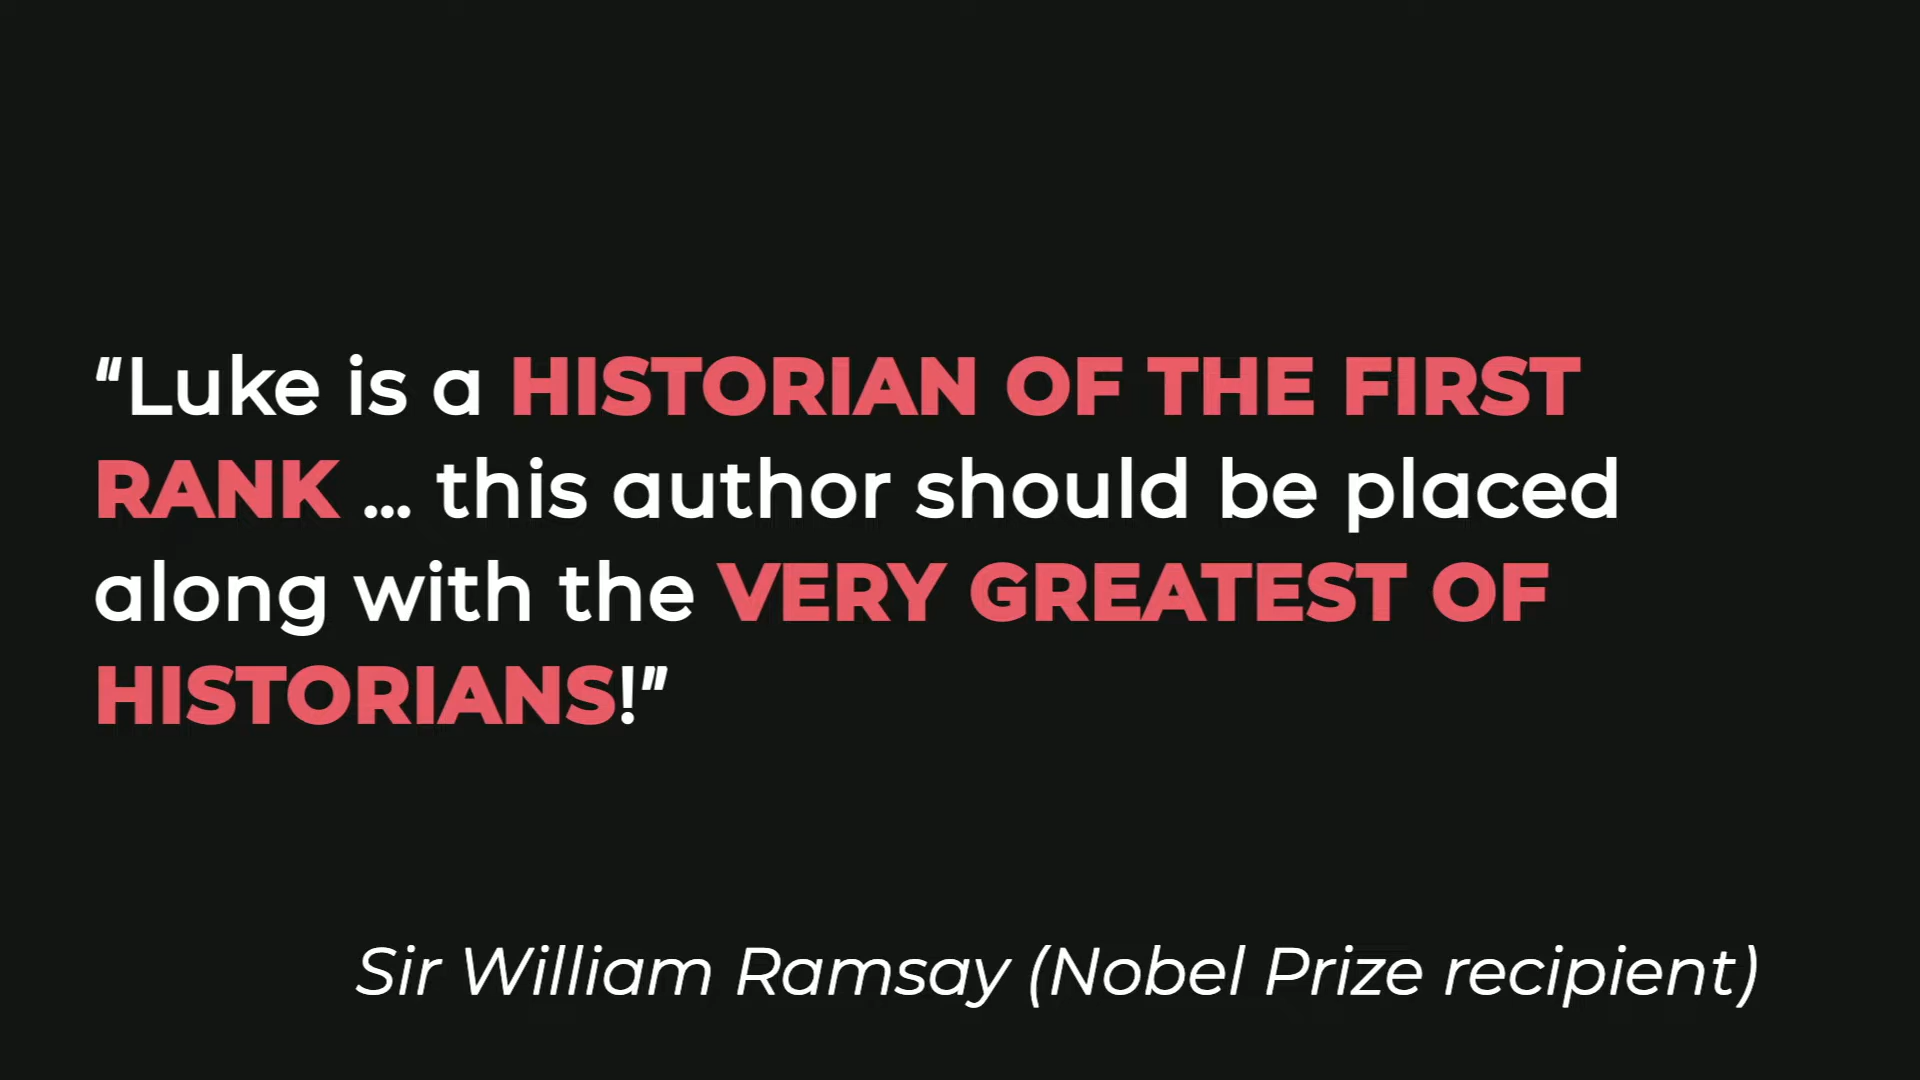 “Luke is a HISTORIAN OF THE FIRST
RANK ... this author should be placed
along with the VERY GREATEST OF
HISTORIANS!”
Sir William Ramsay (Nobel Prize recipient)